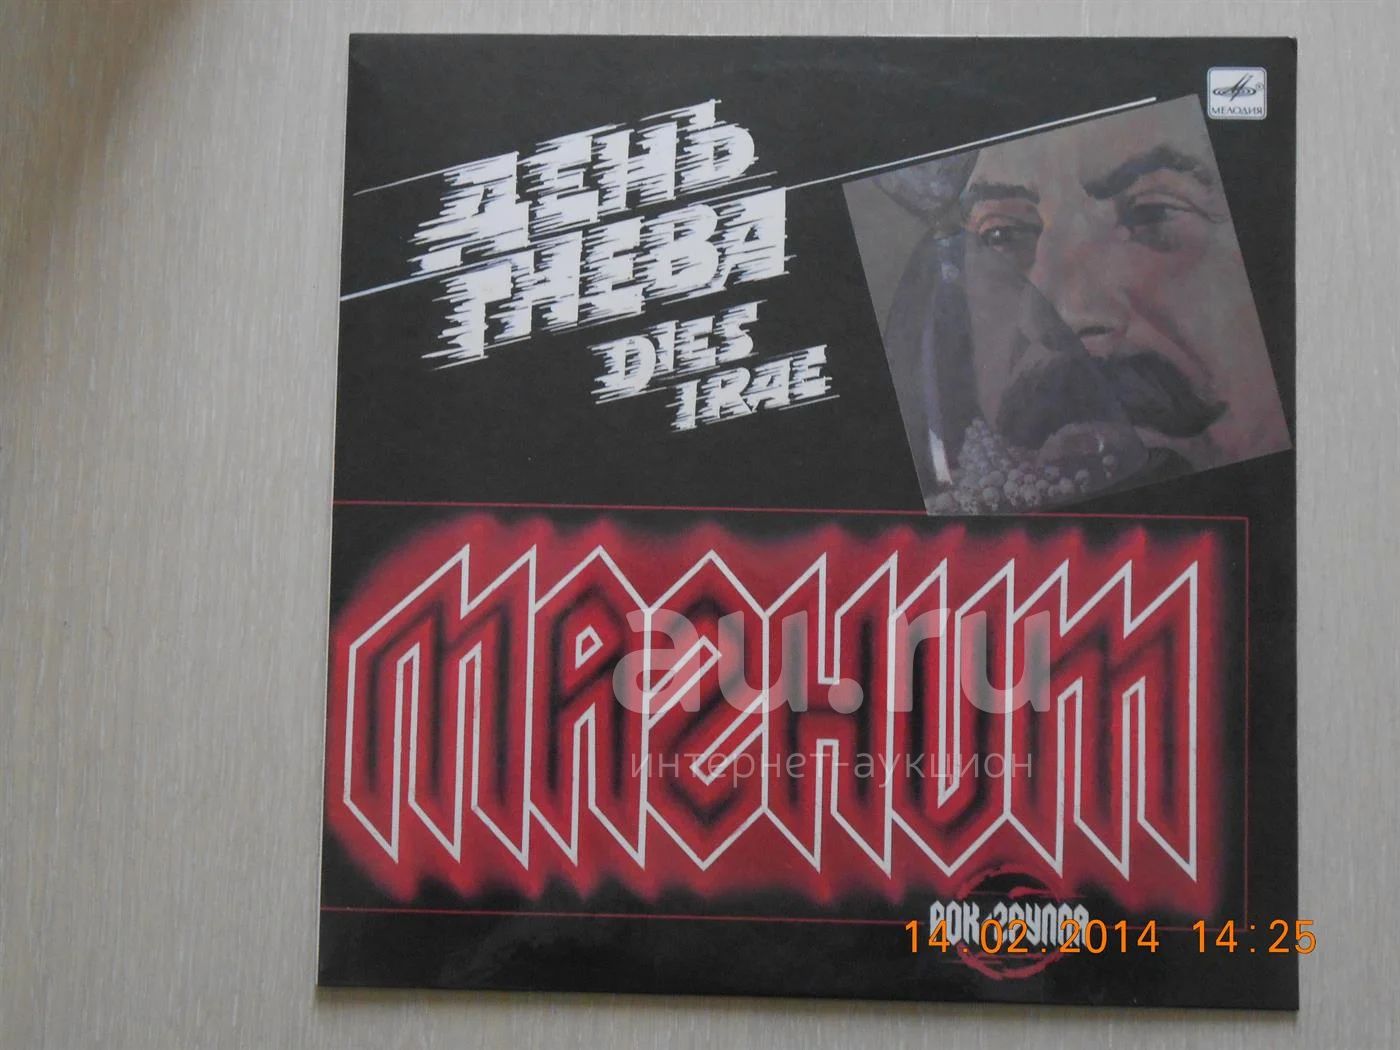 ДЕНЬ
ГНЕВА
DIES
IRAE
МЕЛОДИЯ
МАГНИТ
au.ru
интернет-аукцион
РОК-ГРУППА
14.02.2014 14:25